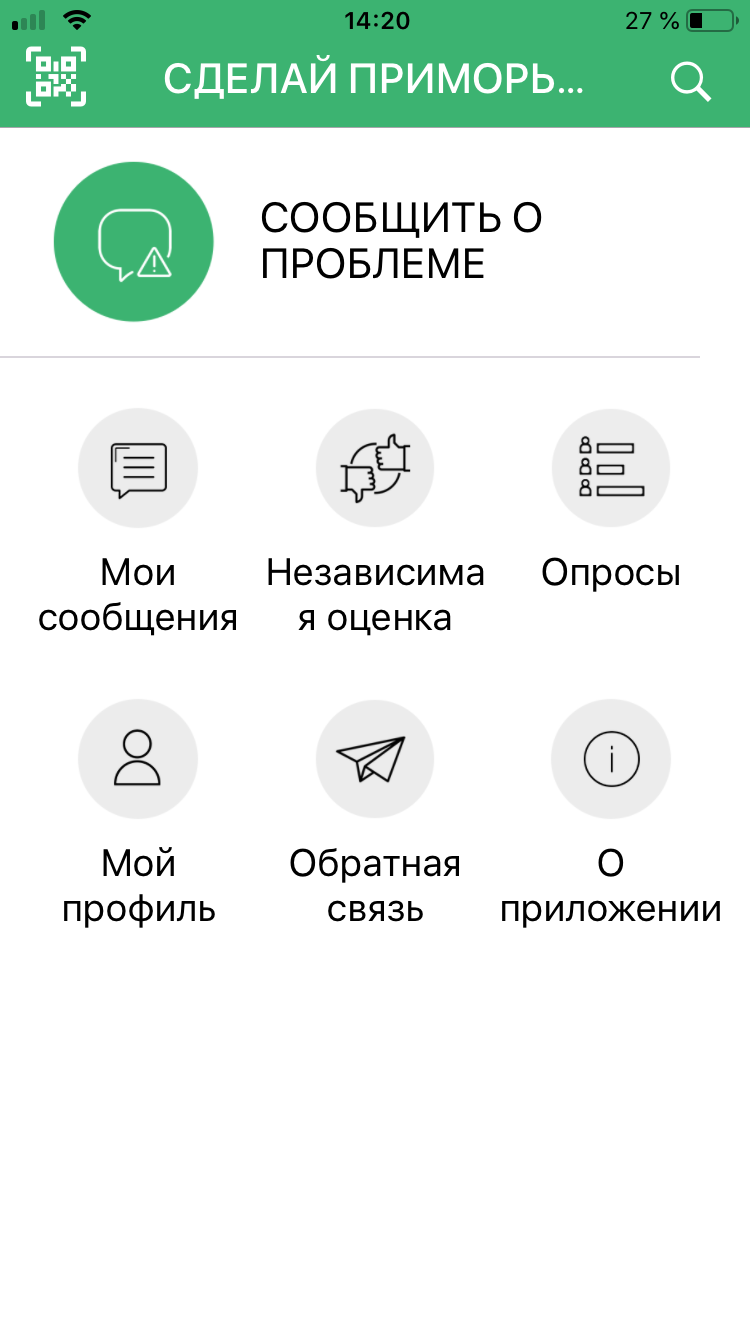 14:20
27 %
СДЕЛАЙ ПРИМОРЬ...
СООБЩИТЬ О
ПРОБЛЕМЕ
Мои
сообщения
Независима
я оценка
Опросы
Мой
профиль
Обратная
связь
О
приложении